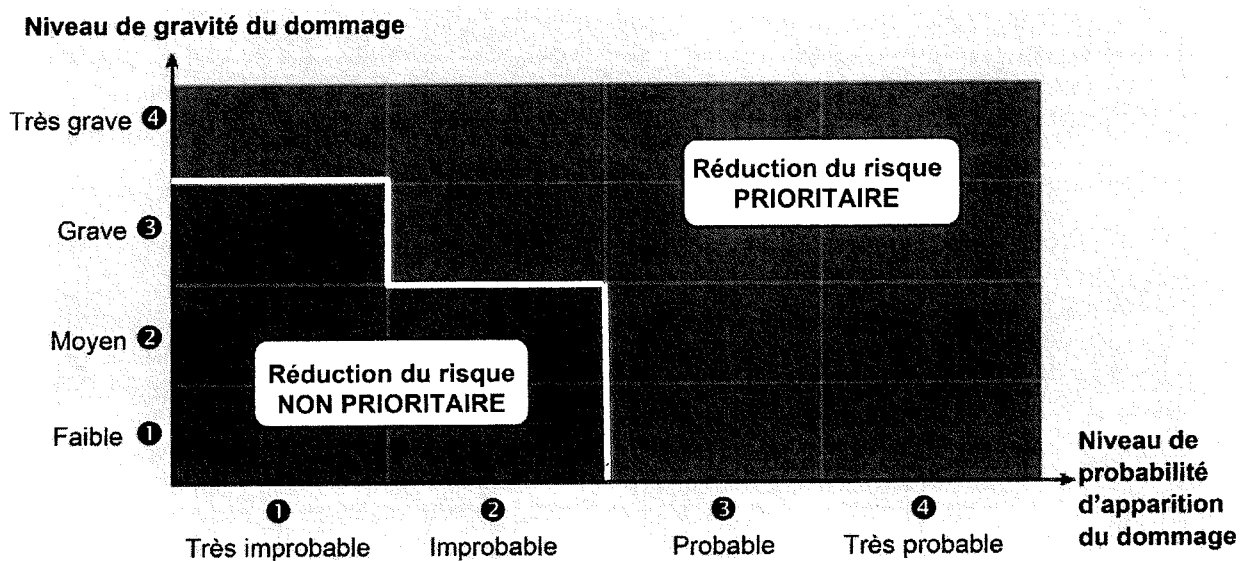 Niveau de gravité du dommage
Très grave ❹
Réduction du risque
PRIORITAIRE
Grave ❸
Moyen ❷
Réduction du risque
NON PRIORITAIRE
Faible ❶
Niveau de
probabilité
d'apparition
du dommage
❶ ❷ ❸ ❹
Très improbable Improbable Probable Très probable